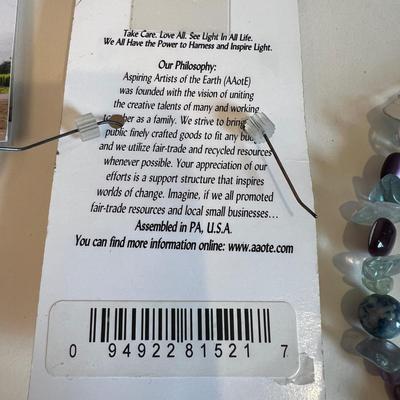 Take Care. Love All. See Light In All Life.
We All Have the Power to Harness and Inspire Light.
Our Philosophy:
Aspiring Artists of the Earth (AAotE)
was founded with the vision of uniting
the creative talents of many and working
as a family. We strive to bring
public finely crafted goods to fit any
and we utilize fair-trade and recycled resources
whenever possible. Your appreciation of our
efforts is a support structure that inspires
worlds of change. Imagine, if we all promoted
fair-trade resources and local small businesses…
Assembled in PA, U.S.A.
You can find more information online: www.aaote.com
0 94922 81521 7